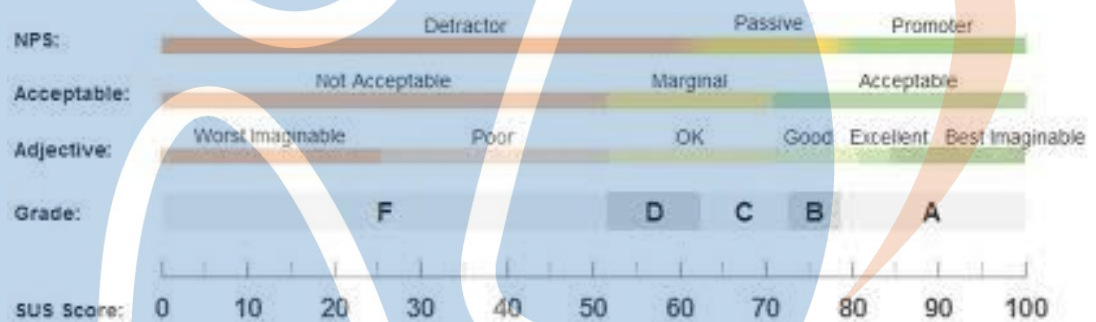 NPS: Detractor Passive Promoter
Acceptable: Not Acceptable Marginal Acceptable
Adjective: Worst Imaginable Poor OK Good Excellent Best Imaginable
Grade: F D C B A
SUS Score: 0 10 20 30 40 50 60 70 80 90 100